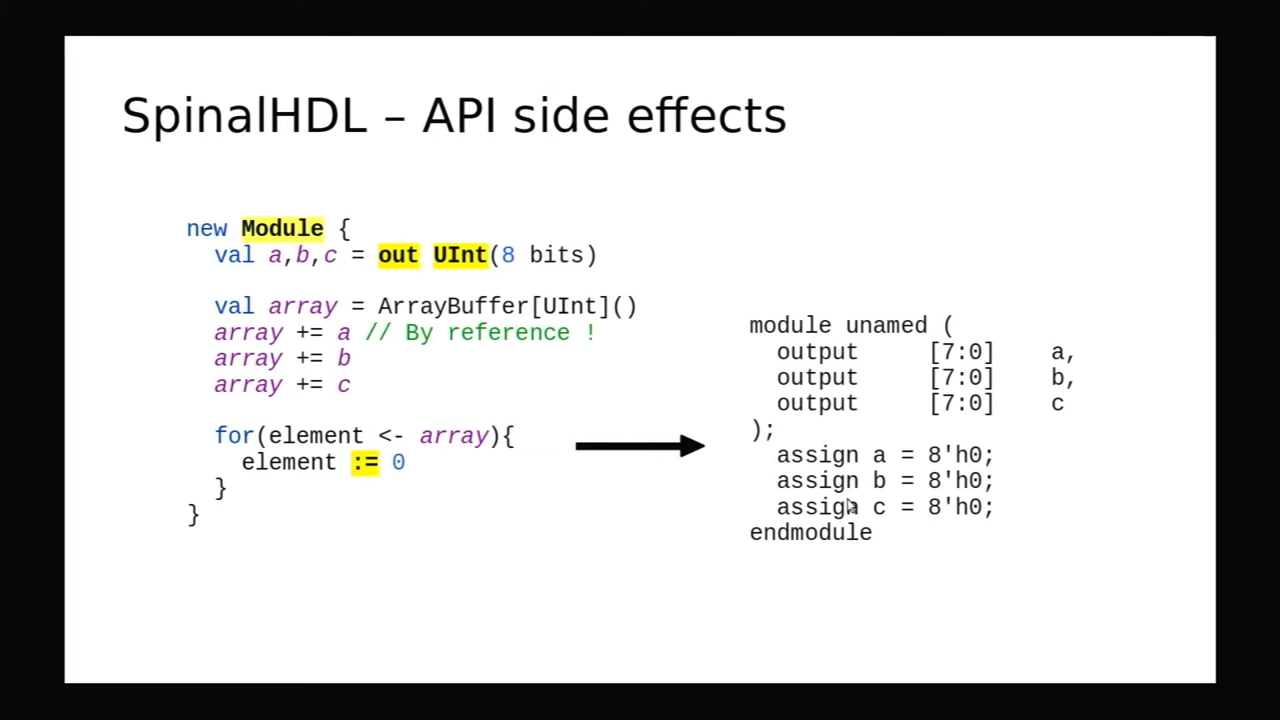 SpinalHDL – API side effects
new Module {
val a,b,c = out UInt(8 bits)
val array = ArrayBuffer[UInt]()
array += a // By reference !
array += b
array += c
for(element <- array){
element := 0
}
}
module unamed (
output [7:0] a,
output [7:0] b,
output [7:0] c
);
assign a = 8'h0;
assign b = 8'h0;
assign c = 8'h0;
endmodule